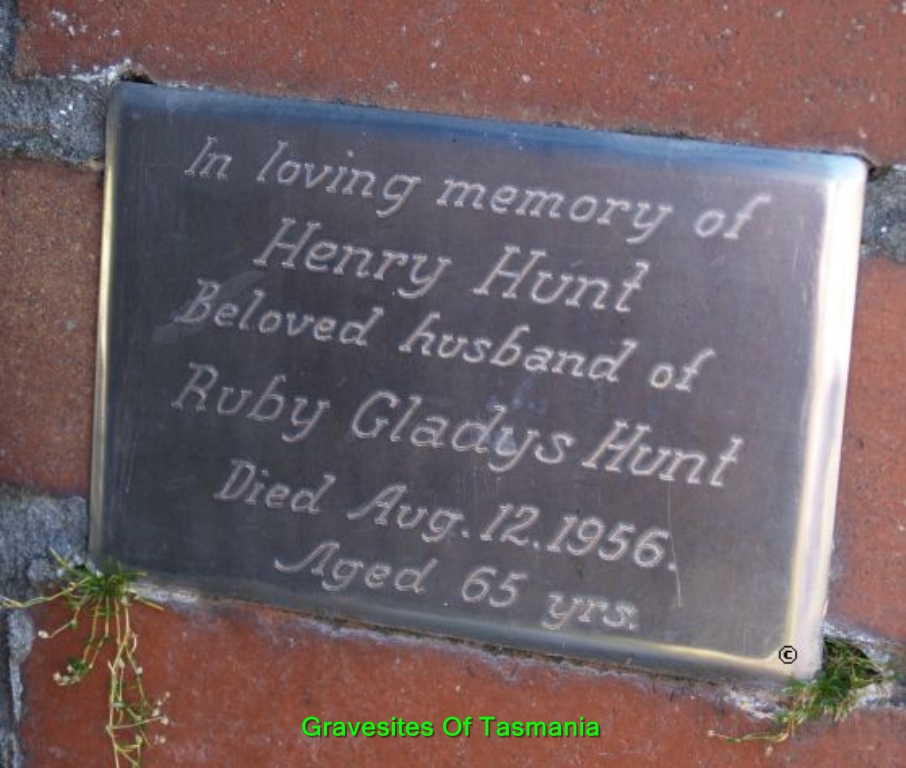 In loving memory of
Henry Hunt
Beloved husband of
Ruby Gladys Hunt
Died Aug. 12. 1956.
Aged 65 yrs.
©
Gravesites Of Tasmania